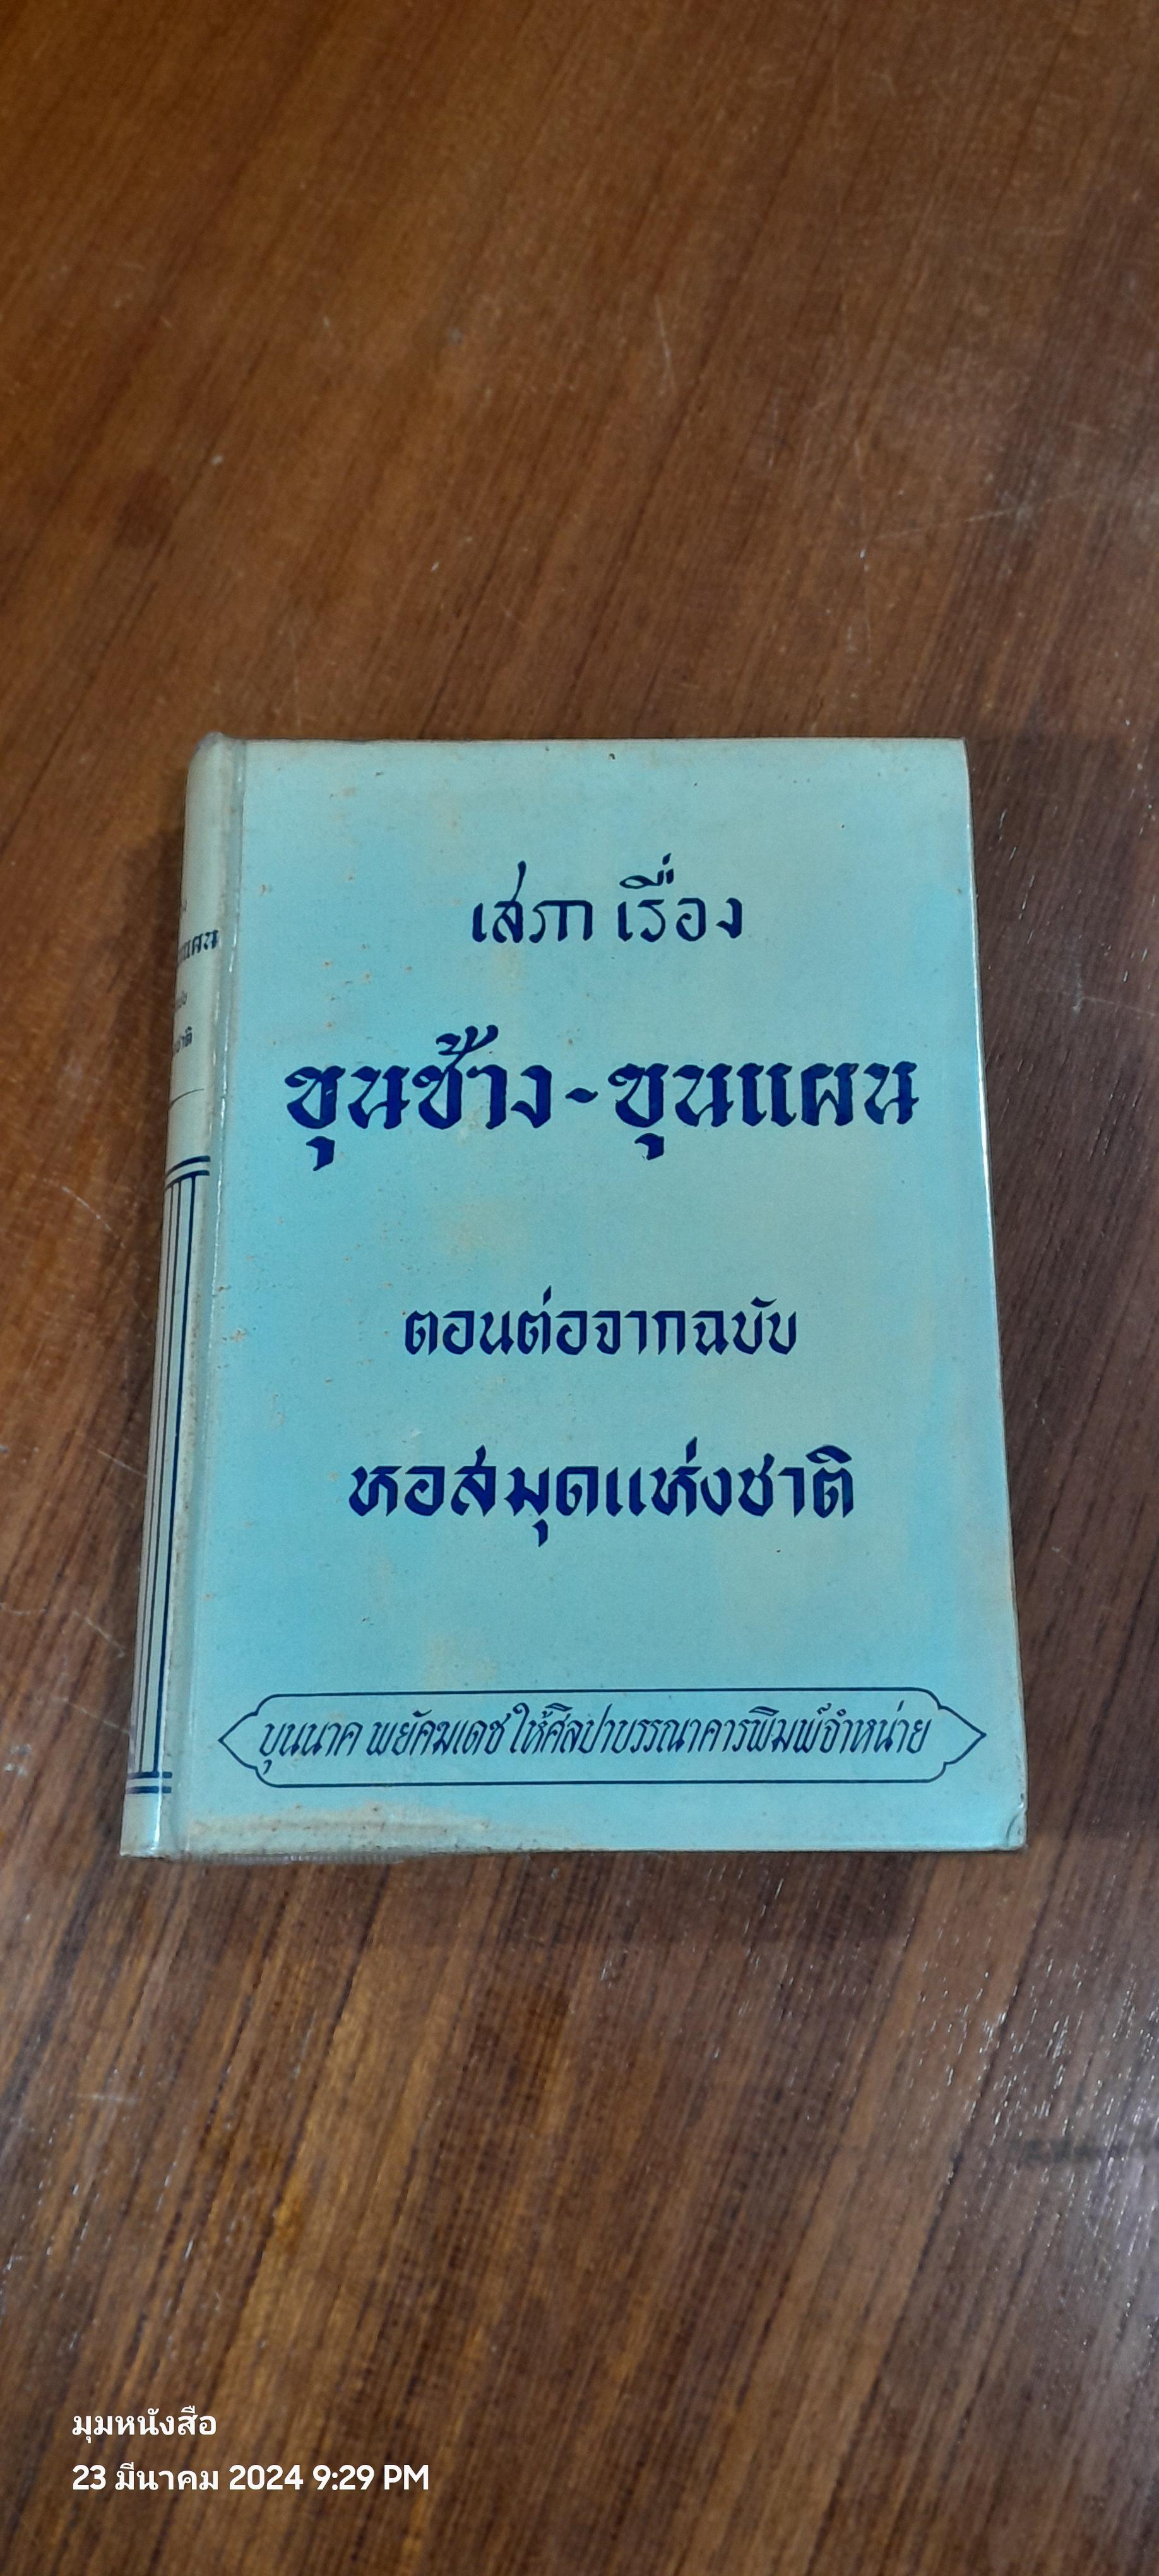 เสภา เรื่อง
ขุนช้าง-ขุนแผน
ตอนต่อจากฉบับ
หอสมุดแห่งชาติ
บุนนาค พยัคฆเดช ให้ศิลปาบรรณาคารพิมพ์จำหน่าย
มุมหนังสือ
23 มีนาคม 2024 9:29 PM